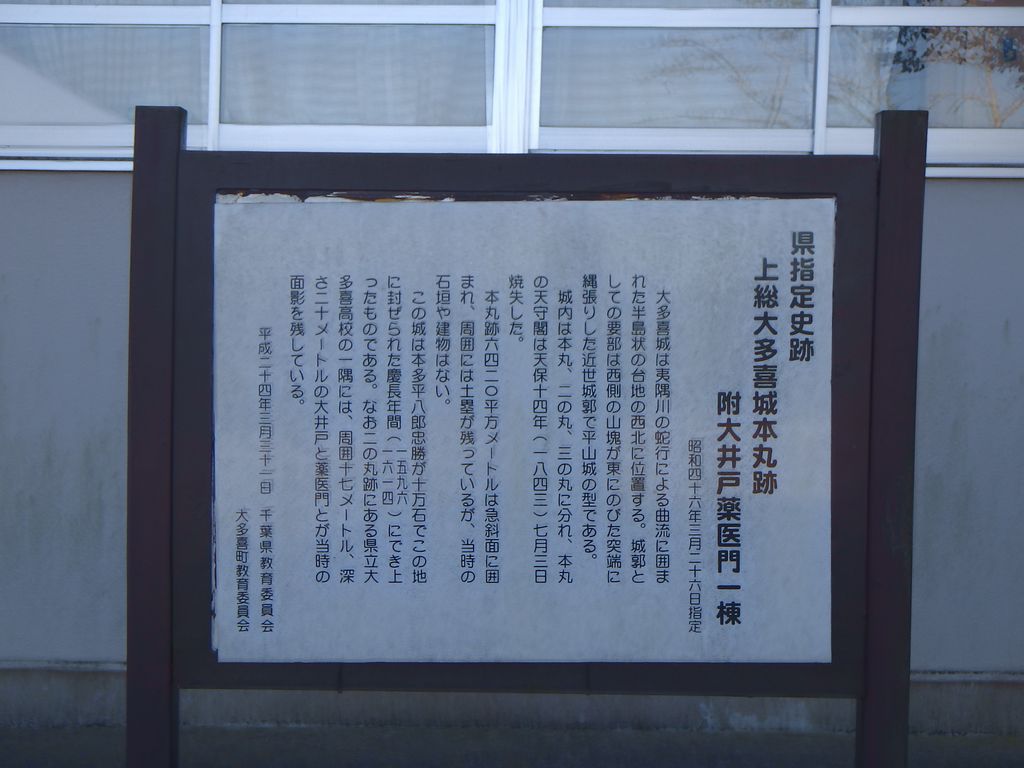 県指定史跡
上総大多喜城本丸跡
附大井戸薬医門一棟
昭和四十六年三月二十六日指定
大多喜城は夷隅川の蛇行による曲流に囲ま
れた半島状の台地の西北に位置する。城郭と
しての要部は西側の山塊が東にのびた突端に
縄張りした近世城郭で平山城の型である。
城内は本丸、二の丸、三の丸に分れ、本丸
の天守閣は天保十四年（一八四三）七月三日
焼失した。
本丸跡六四二〇平方メートルは急斜面に囲
まれ、周囲には土塁が残っているが、当時の
石垣や建物はない。
この城は本多平八郎忠勝が十万石でこの地
に封ぜられた慶長年間（一五九六一六一四）にでき上
ったものである。なお二の丸跡にある県立大
多喜高校の一隅には、周囲十七メートル、深
さ二十メートルの大井戸と薬医門とが当時の
面影を残している。
平成二十四年三月三十一日　千葉県教育委員会
大多喜町教育委員会